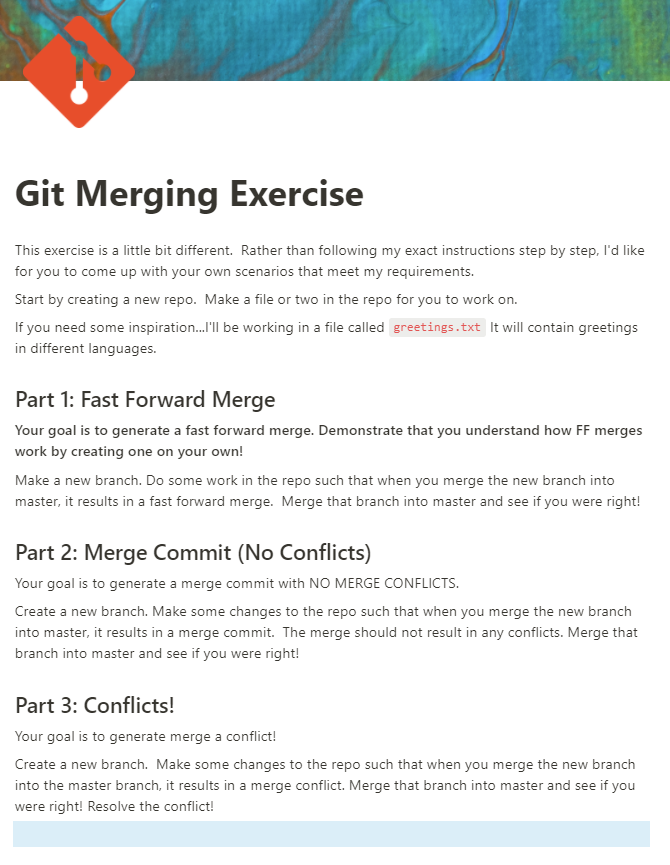 Git Merging Exercise
This exercise is a little bit different.  Rather than following my exact instructions step by step, I'd like
for you to come up with your own scenarios that meet my requirements.
Start by creating a new repo.  Make a file or two in the repo for you to work on.
If you need some inspiration...I'll be working in a file called greetings.txt It will contain greetings
in different languages.
Part 1: Fast Forward Merge
Your goal is to generate a fast forward merge. Demonstrate that you understand how FF merges
work by creating one on your own!
Make a new branch. Do some work in the repo such that when you merge the new branch into
master, it results in a fast forward merge.  Merge that branch into master and see if you were right!
Part 2: Merge Commit (No Conflicts)
Your goal is to generate a merge commit with NO MERGE CONFLICTS.
Create a new branch. Make some changes to the repo such that when you merge the new branch
into master, it results in a merge commit.  The merge should not result in any conflicts. Merge that
branch into master and see if you were right!
Part 3: Conflicts!
Your goal is to generate merge a conflict!
Create a new branch.  Make some changes to the repo such that when you merge the new branch
into the master branch, it results in a merge conflict. Merge that branch into master and see if you
were right! Resolve the conflict!